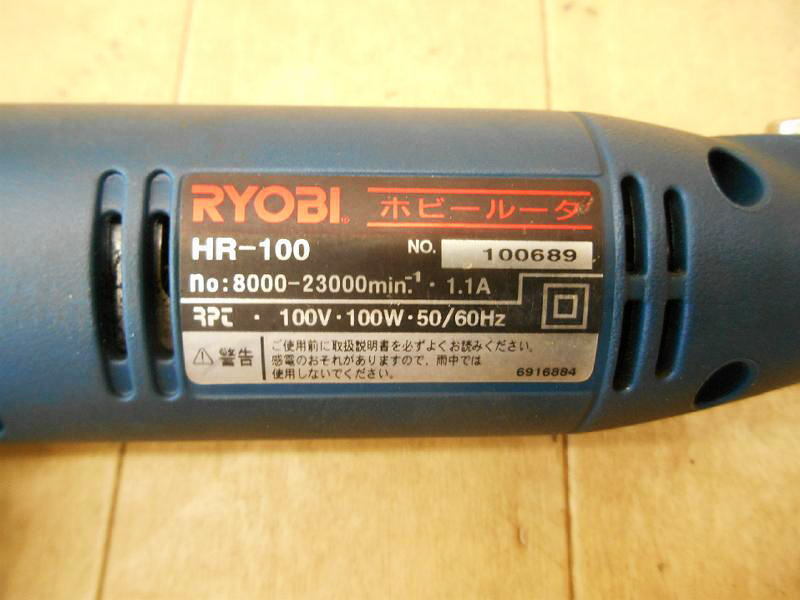 RYOBI® ホビールータ
HR-100 NO. 100689
no:8000-23000min.⁻¹・1.1A
・100V・100W・50/60Hz
⚠警告
ご使用前に取扱説明書を必ずよくお読みください。
感電のおそれがありますので、雨中では
使用しないでください。
6916884